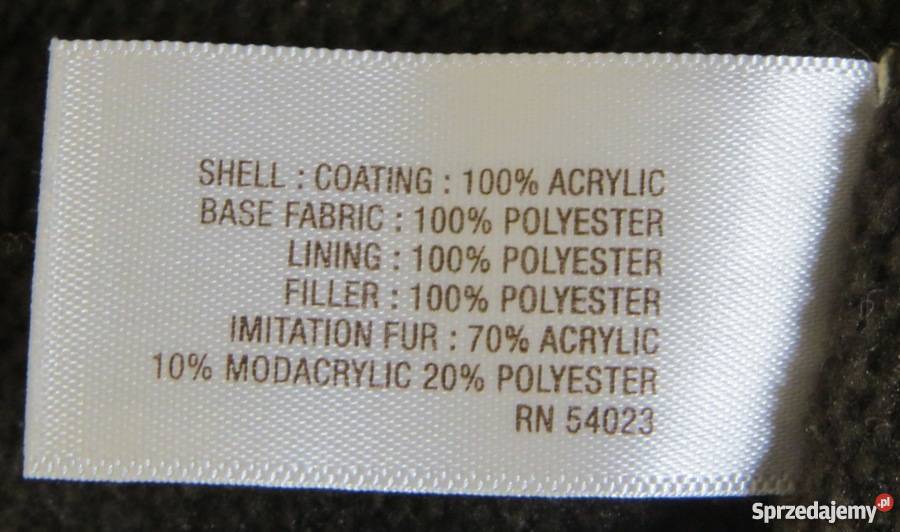 SHELL : COATING : 100% ACRYLIC
BASE FABRIC : 100% POLYESTER
LINING : 100% POLYESTER
FILLER : 100% POLYESTER
IMITATION FUR : 70% ACRYLIC
10% MODACRYLIC 20% POLYESTER
RN 54023
Sprzedajemy.pl